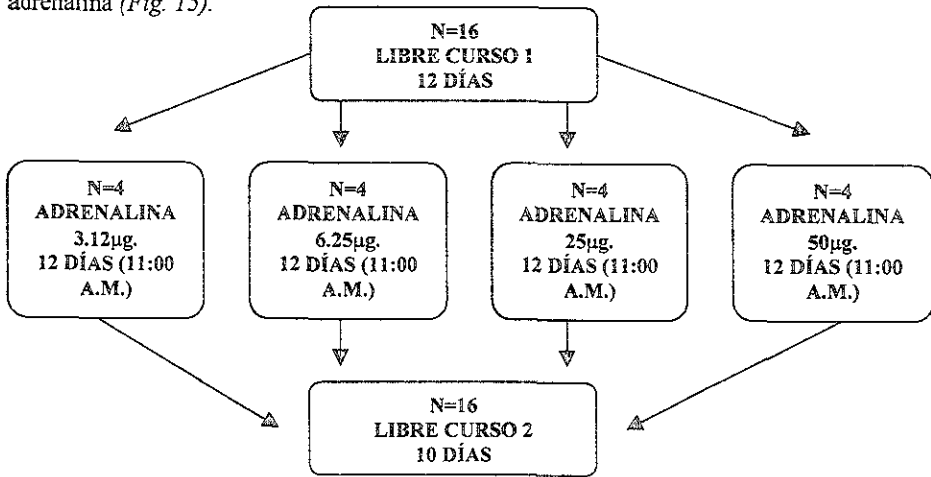 adrenalina (Fig. 15).
N=16
LIBRE CURSO 1
12 DÍAS
N=4
ADRENALINA
3.12µg.
12 DÍAS (11:00
A.M.)
N=4
ADRENALINA
6.25µg.
12 DÍAS (11:00
A.M.)
N=4
ADRENALINA
25µg.
12 DÍAS (11:00
A.M.)
N=4
ADRENALINA
50µg.
12 DÍAS (11:00
A.M.)
N=16
LIBRE CURSO 2
10 DÍAS